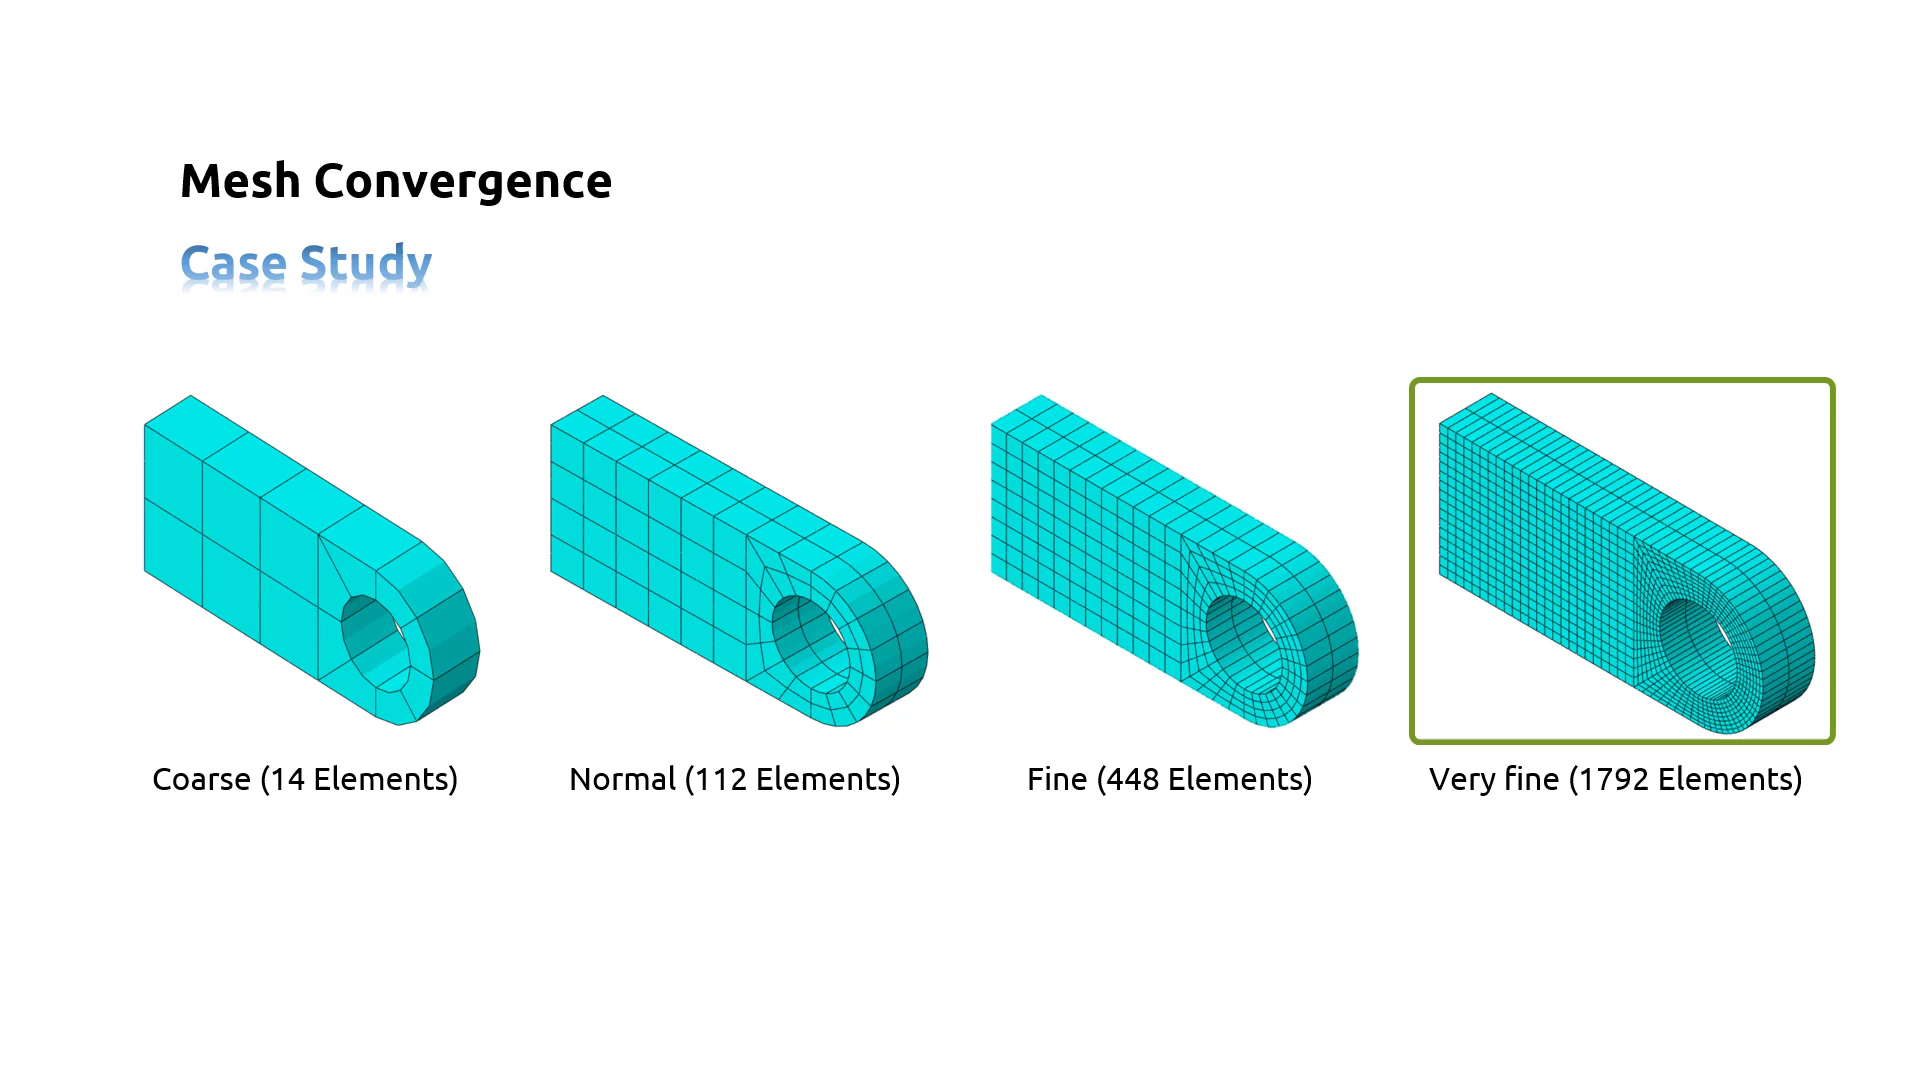 Mesh Convergence
Case Study
Coarse (14 Elements)
Normal (112 Elements)
Fine (448 Elements)
Very fine (1792 Elements)